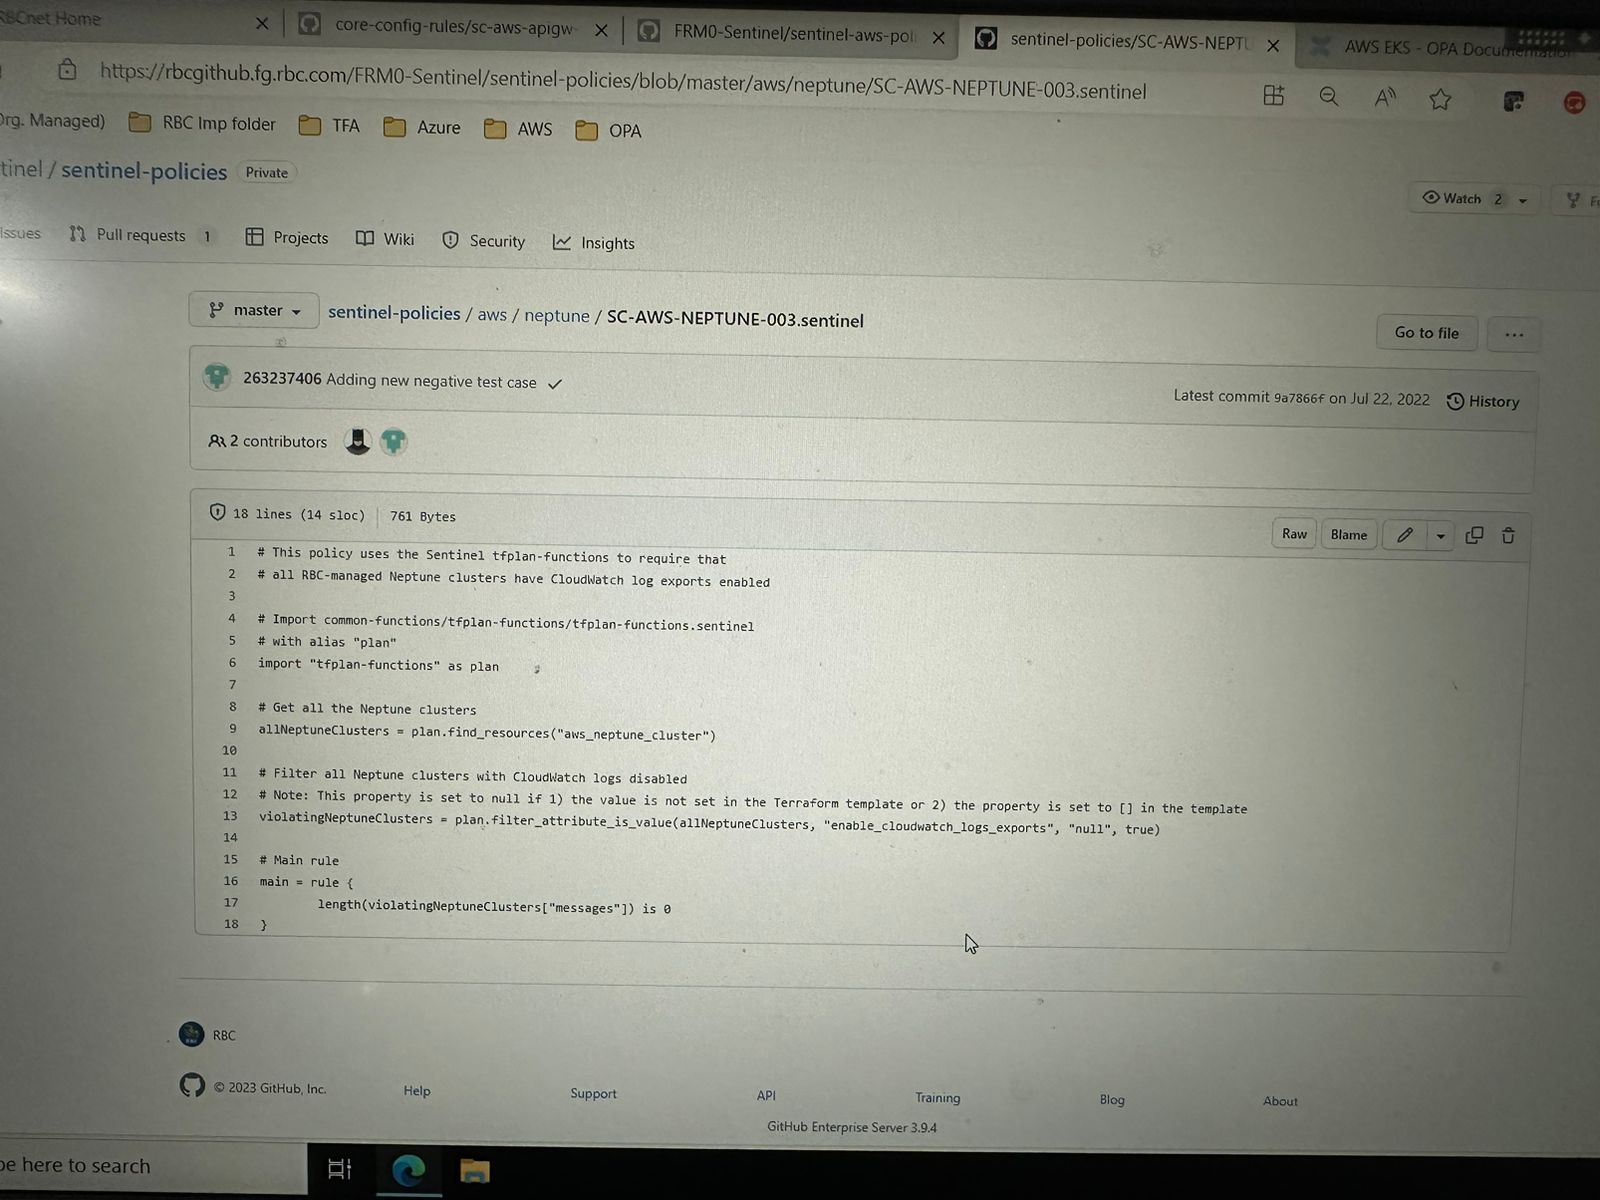 RBCnet Home
core-config-rules/sc-aws-apigw-
FRM0-Sentinel/sentinel-aws-pol
sentinel-policies/SC-AWS-NEPTU
AWS EKS - OPA Documentation
https://rbcgithub.fg.rbc.com/FRM0-Sentinel/sentinel-policies/blob/master/aws/neptune/SC-AWS-NEPTUNE-003.sentinel
Org. Managed)
RBC Imp folder
TFA
Azure
AWS
OPA
tinel / sentinel-policies
Private
Watch 2
Issues
Pull requests 1
Projects
Wiki
Security
Insights
master
sentinel-policies / aws / neptune / SC-AWS-NEPTUNE-003.sentinel
Go to file
...
263237406 Adding new negative test case
Latest commit 9a7866f on Jul 22, 2022
History
2 contributors
18 lines (14 sloc)
761 Bytes
Raw
Blame
1 # This policy uses the Sentinel tfplan-functions to require that
2 # all RBC-managed Neptune clusters have CloudWatch log exports enabled
3
4 # Import common-functions/tfplan-functions/tfplan-functions.sentinel
5 # with alias "plan"
6 import "tfplan-functions" as plan
7
8 # Get all the Neptune clusters
9 allNeptuneClusters = plan.find_resources("aws_neptune_cluster")
10
11 # Filter all Neptune clusters with CloudWatch logs disabled
12 # Note: This property is set to null if 1) the value is not set in the Terraform template or 2) the property is set to [] in the template
13 violatingNeptuneClusters = plan.filter_attribute_is_value(allNeptuneClusters, "enable_cloudwatch_logs_exports", "null", true)
14
15 # Main rule
16 main = rule {
17 length(violatingNeptuneClusters["messages"]) is 0
18 }
RBC
© 2023 GitHub, Inc.
Help
Support
API
Training
Blog
About
GitHub Enterprise Server 3.9.4
pe here to search